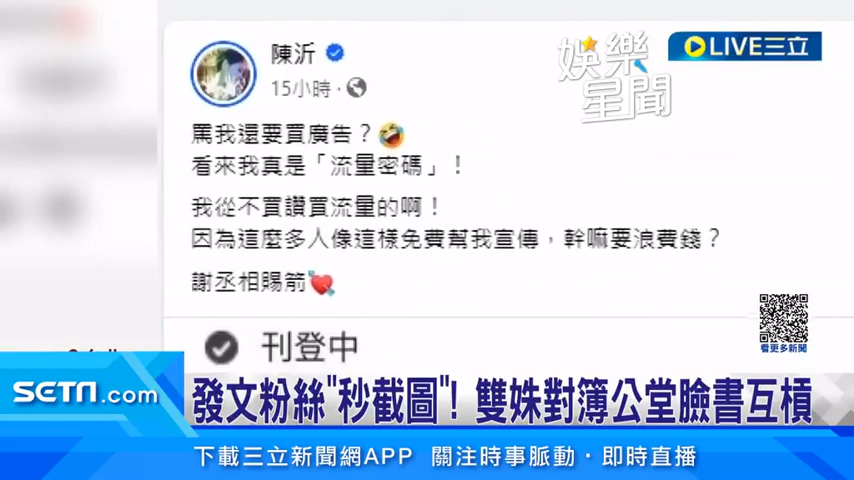 陳沂
15小時·
娛樂
星聞
LIVE三立
罵我還要買廣告？🤣
看來我真是「流量密碼」！
我從不買讚買流量的啊！
因為這麼多人像這樣免費幫我宣傳，幹嘛要浪費錢？
謝丞相賜箭💘
刊登中
看更多新聞
SETN.com
發文粉絲"秒截圖"! 雙姝對簿公堂臉書互槓
下載三立新聞網APP 關注時事脈動·即時直播